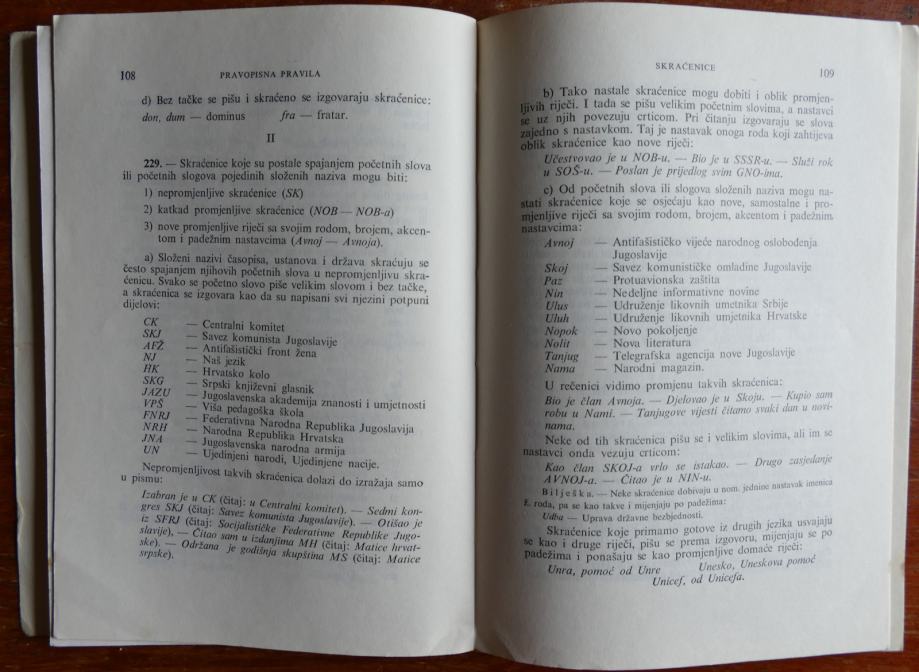 108
PRAVOPISNA PRAVILA
d) Bez tačke se pišu i skraćeno se izgovaraju skraćenice:
don, dum — dominus fra — fratar.
II
229. — Skraćenice koje su postale spajanjem početnih slova
ili početnih slogova pojedinih složenih naziva mogu biti:
1) nepromjenljive skraćenice (SK)
2) katkad promjenljive skraćenice (NOB — NOB-a)
3) nove promjenljive riječi sa svojim rodom, brojem, akcen-
tom i padežnim nastavcima (Avnoj — Avnoja).
a) Složeni nazivi časopisa, ustanova i država skraćuju se
često spajanjem njihovih početnih slova u nepromjenljivu skra-
ćenicu. Svako se početno slovo piše velikim slovom i bez tačke,
a skraćenica se izgovara kao da su napisani svi njezini potpuni
dijelovi:
CK — Centralni komitet
SKJ — Savez komunista Jugoslavije
AFŽ — Antifašistički front žena
NJ — Naš jezik
HK — Hrvatsko kolo
SKG — Srpski književni glasnik
JAZU — Jugoslavenska akademija znanosti i umjetnosti
VPŠ — Viša pedagoška škola
FNRJ — Federativna Narodna Republika Jugoslavija
NRH — Narodna Republika Hrvatska
JNA — Jugoslavenska narodna armija
UN — Ujedinjeni narodi, Ujedinjene nacije.
Nepromjenljivost takvih skraćenica dolazi do izražaja samo
u pismu:
Izabran je u CK (čitaj: u Centralni komitet). — Sedmi kon-
gres SKJ (čitaj: Savez komunista Jugoslavije). — Otišao je
iz SFRJ (čitaj: Socijalističke Federativne Republike Jugo-
slavije). — Čitao sam u izdanjima MH (čitaj: Matice hrvat-
ske). — Održana je godišnja skupština MS (čitaj: Matice
srpske).
SKRAĆENICE
109
b) Tako nastale skraćenice mogu dobiti i oblik promjen-
ljivih riječi. I tada se pišu velikim početnim slovima, a nastavci
se uz njih povezuju crticom. Pri čitanju izgovaraju se slova
zajedno s nastavkom. Taj je nastavak onoga roda koji zahtijeva
oblik skraćenice kao nove riječi:
Učestvovao je u NOB-u. — Bio je u SSSR-u. — Služi rok
u SOŠ-u. — Poslan je prijedlog svim GNO-ima.
c) Od početnih slova ili slogova složenih naziva mogu na-
stati skraćenice koje se osjećaju kao nove, samostalne i pro-
mjenljive riječi sa svojim rodom, brojem, akcentom i padežnim
nastavcima:
Avnoj — Antifašističko vijeće narodnog oslobođenja
Jugoslavije
Skoj — Savez komunističke omladine Jugoslavije
Paz — Protuavionska zaštita
Nin — Nedeljne informativne novine
Ulus — Udruženje likovnih umetnika Srbije
Uluh — Udruženje likovnih umjetnika Hrvatske
Nopok — Novo pokoljenje
Nolit — Nova literatura
Tanjug — Telegrafska agencija nove Jugoslavije
Nama — Narodni magazin.
U rečenici vidimo promjenu takvih skraćenica:
Bio je član Avnoja. — Djelovao je u Skoju. — Kupio sam
robu u Nami. — Tanjugove vijesti čitamo svaki dan u novi-
nama.
Neke od tih skraćenica pišu se i velikim slovima, ali im se
nastavci onda vezuju crticom:
Kao član SKOJ-a vrlo se istakao. — Drugo zasjedanje
AVNOJ-a. — Čitao je u NIN-u.
Bilješka. — Neke skraćenice dobivaju u nom. jednine nastavak imenica
ž. roda, pa se kao takve i mijenjaju po padežima:
Udba — Uprava državne bezbjednosti.
Skraćenice koje primamo gotove iz drugih jezika usvajaju
se kao i druge riječi, pišu se prema izgovoru, mijenjaju se po
padežima i ponašaju se kao promjenljive domaće riječi:
Unra, pomoć od Unre Unesko, Uneskova pomoć
Unicef, od Unicefa.